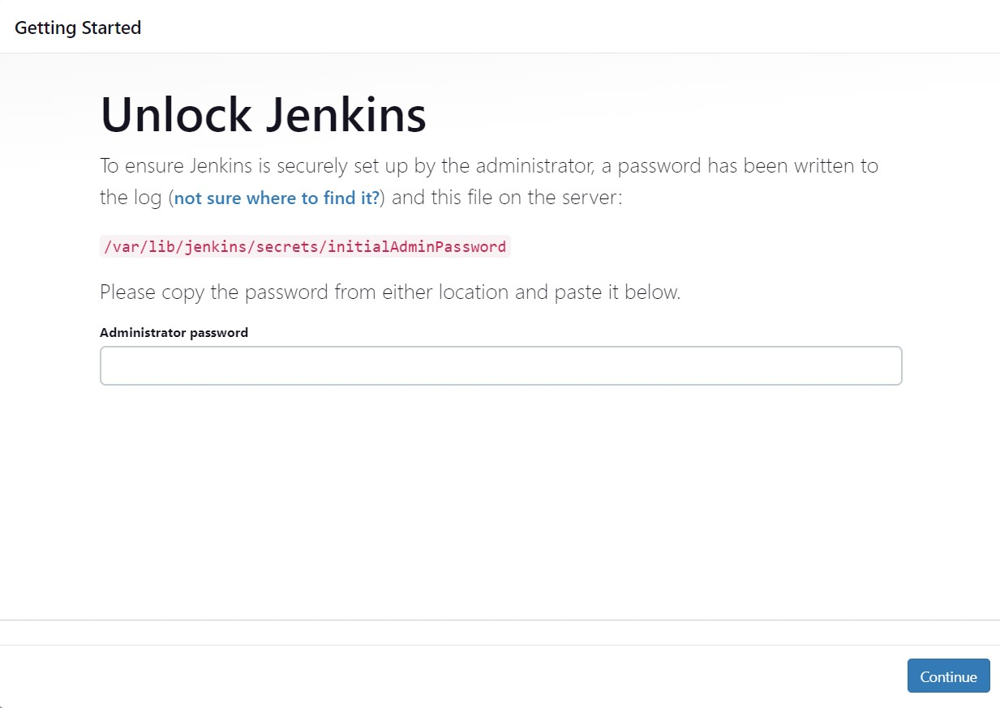 Getting Started
Unlock Jenkins
To ensure Jenkins is securely set up by the administrator, a password has been written to
the log (not sure where to find it?) and this file on the server:
/var/lib/jenkins/secrets/initialAdminPassword
Please copy the password from either location and paste it below.
Administrator password
Continue